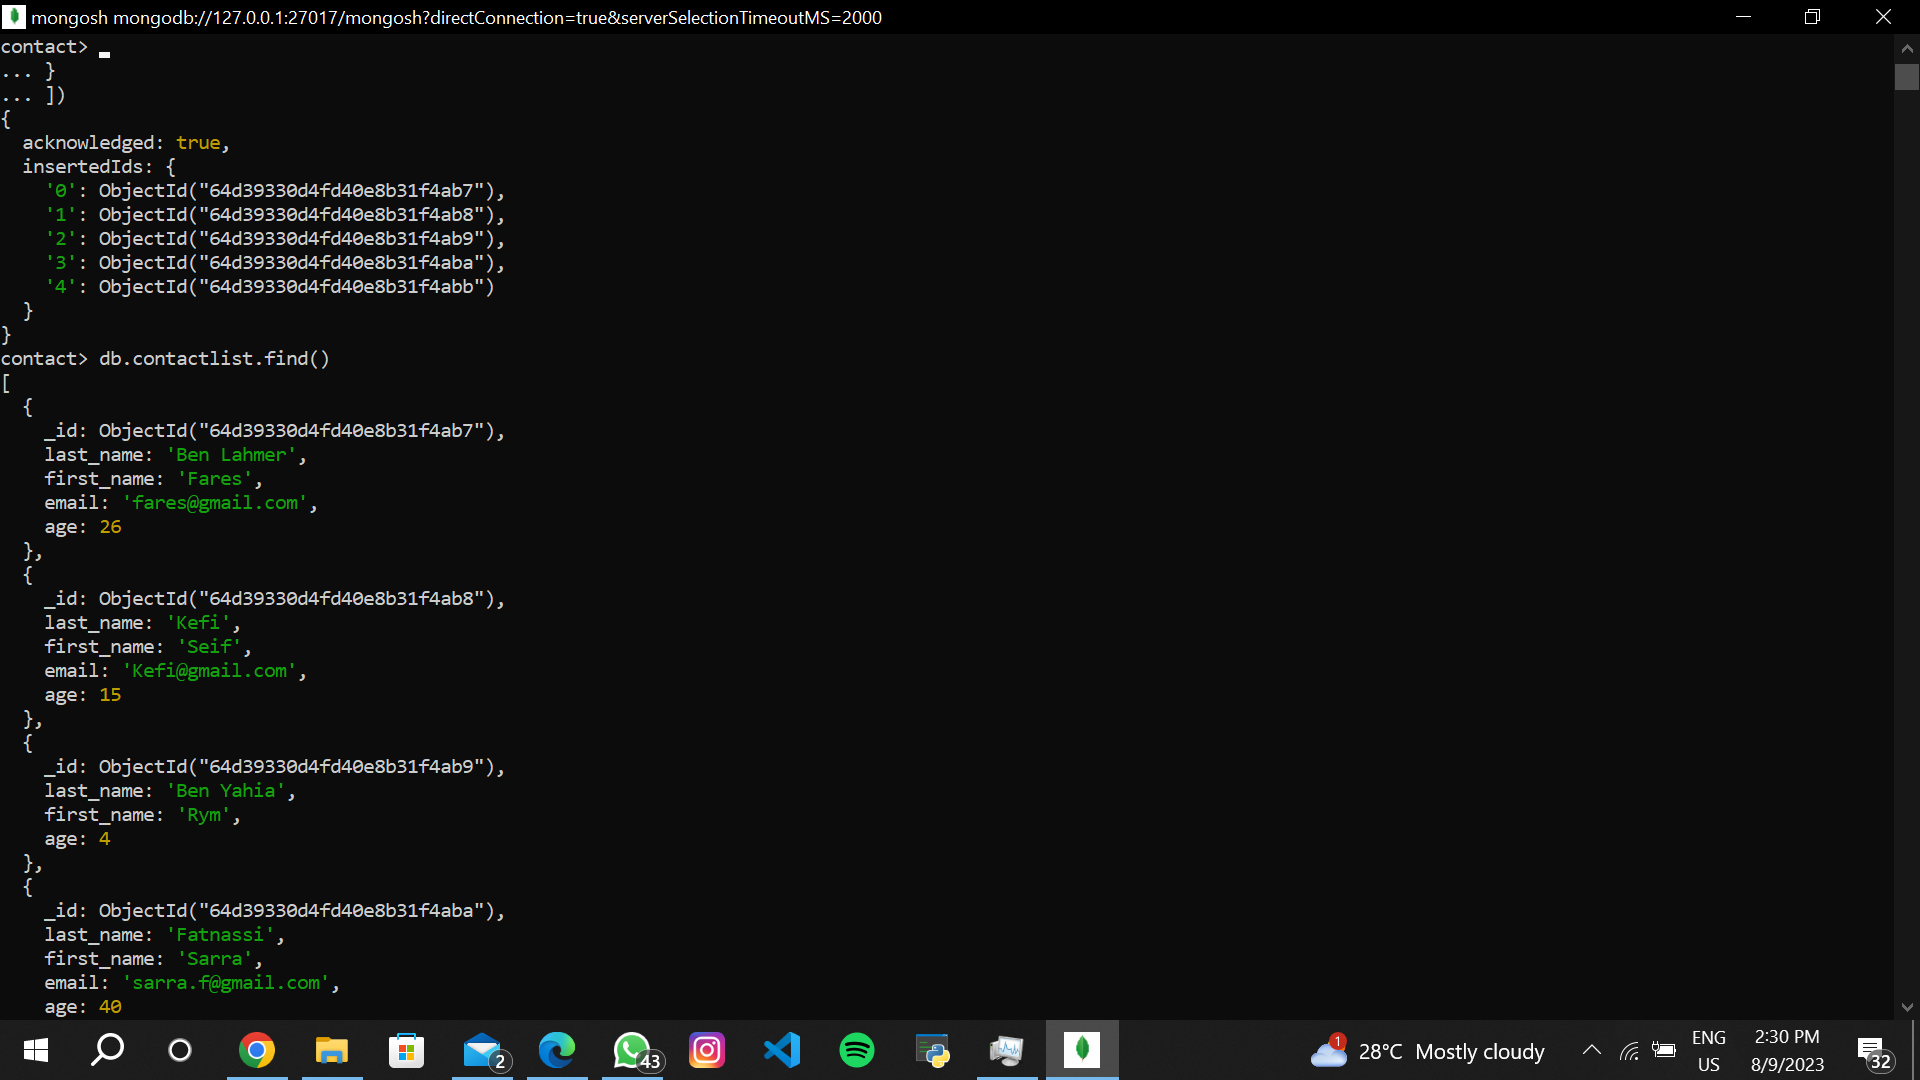 mongosh mongodb://127.0.0.1:27017/mongosh?directConnection=true&serverSelectionTimeoutMS=2000
contact>
... }
... ])
{
  acknowledged: true,
  insertedIds: {
    '0': ObjectId("64d39330d4fd40e8b31f4ab7"),
    '1': ObjectId("64d39330d4fd40e8b31f4ab8"),
    '2': ObjectId("64d39330d4fd40e8b31f4ab9"),
    '3': ObjectId("64d39330d4fd40e8b31f4aba"),
    '4': ObjectId("64d39330d4fd40e8b31f4abb")
  }
}
contact> db.contactlist.find()
[
  {
    _id: ObjectId("64d39330d4fd40e8b31f4ab7"),
    last_name: 'Ben Lahmer',
    first_name: 'Fares',
    email: 'fares@gmail.com',
    age: 26
  },
  {
    _id: ObjectId("64d39330d4fd40e8b31f4ab8"),
    last_name: 'Kefi',
    first_name: 'Seif',
    email: 'Kefi@gmail.com',
    age: 15
  },
  {
    _id: ObjectId("64d39330d4fd40e8b31f4ab9"),
    last_name: 'Ben Yahia',
    first_name: 'Rym',
    age: 4
  },
  {
    _id: ObjectId("64d39330d4fd40e8b31f4aba"),
    last_name: 'Fatnassi',
    first_name: 'Sarra',
    email: 'sarra.f@gmail.com',
    age: 40
2
43
1
28°C Mostly cloudy
ENG
US
2:30 PM
8/9/2023
32